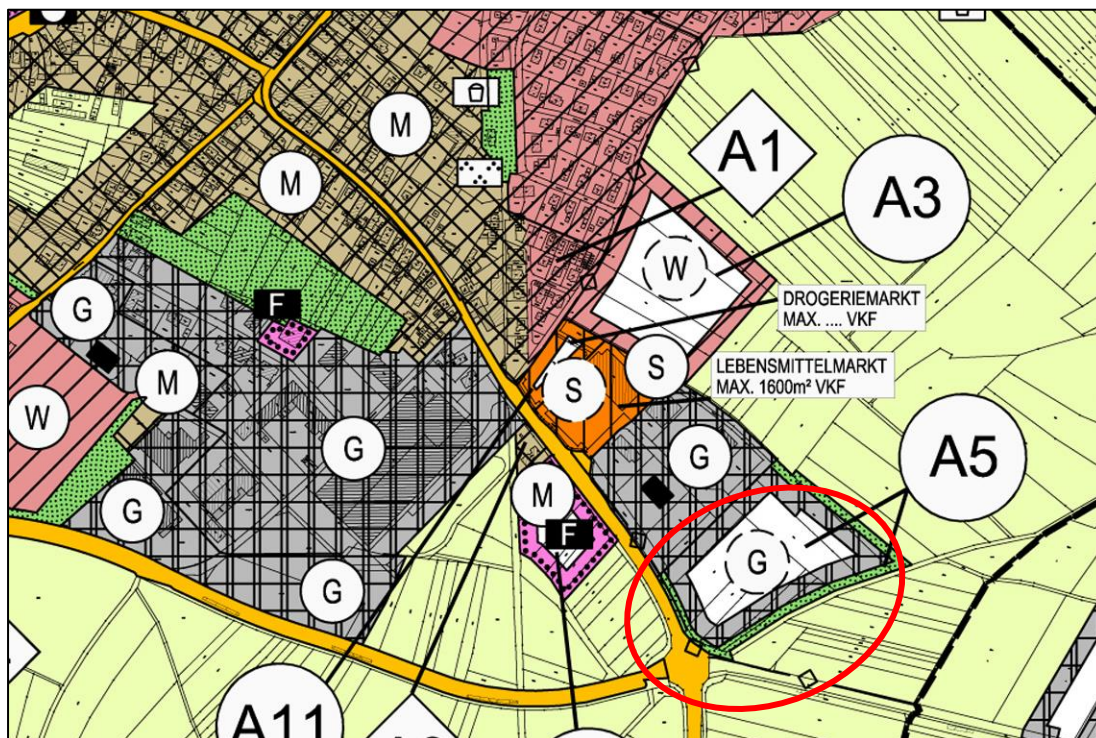 M
M
A1
A3
W
DROGERIEMARKT
MAX. .... VKF
G
F
LEBENSMITTELMARKT
MAX. 1600m² VKF
S
S
M
W
G
G
A5
M
G
F
G
G
A11